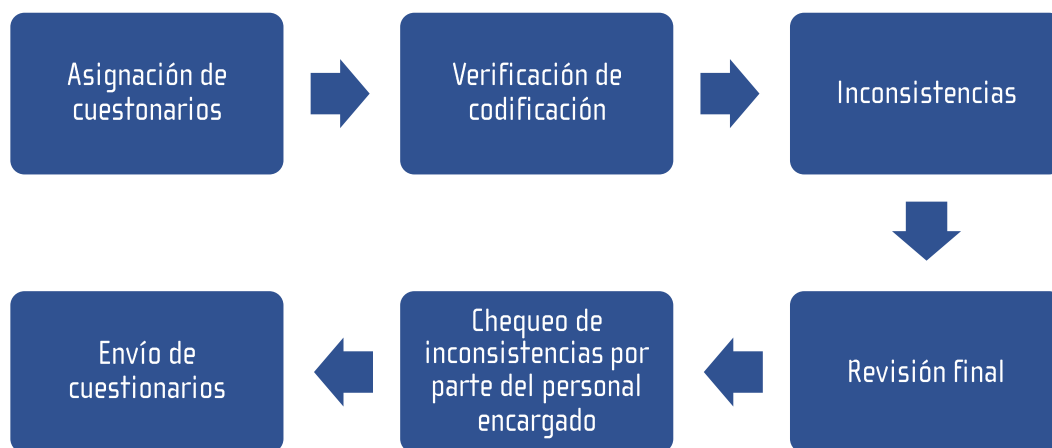 Asignación de
cuestonarios
Verificación de
codificación
Inconsistencias
Revisión final
Chequeo de
inconsistencias por
parte del personal
encargado
Envío de
cuestionarios